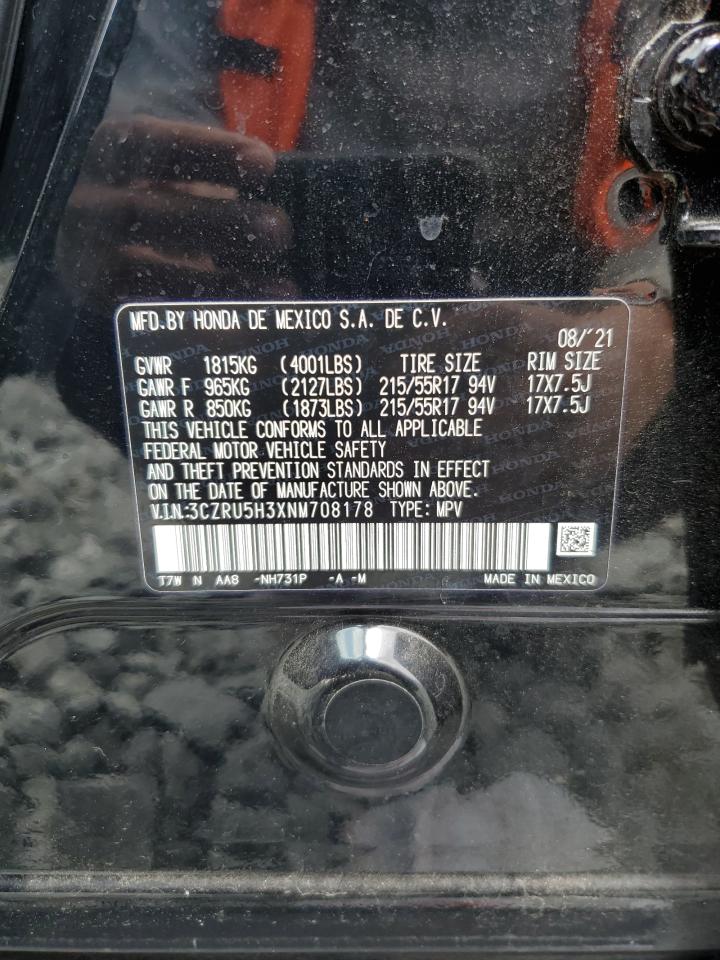 MFD.BY HONDA DE MEXICO S.A. DE C.V.
08/'21
GVWR 1815KG (4001LBS) TIRE SIZE RIM SIZE
GAWR F 965KG (2127LBS) 215/55R17 94V 17X7.5J
GAWR R 850KG (1873LBS) 215/55R17 94V 17X7.5J
THIS VEHICLE CONFORMS TO ALL APPLICABLE
FEDERAL MOTOR VEHICLE SAFETY
AND THEFT PREVENTION STANDARDS IN EFFECT
ON THE DATE OF MANUFACTURE SHOWN ABOVE.
V.I.N.:3CZRU5H3XNM708178 TYPE: MPV
T7W N AA8 -NH731P -A -M MADE IN MEXICO